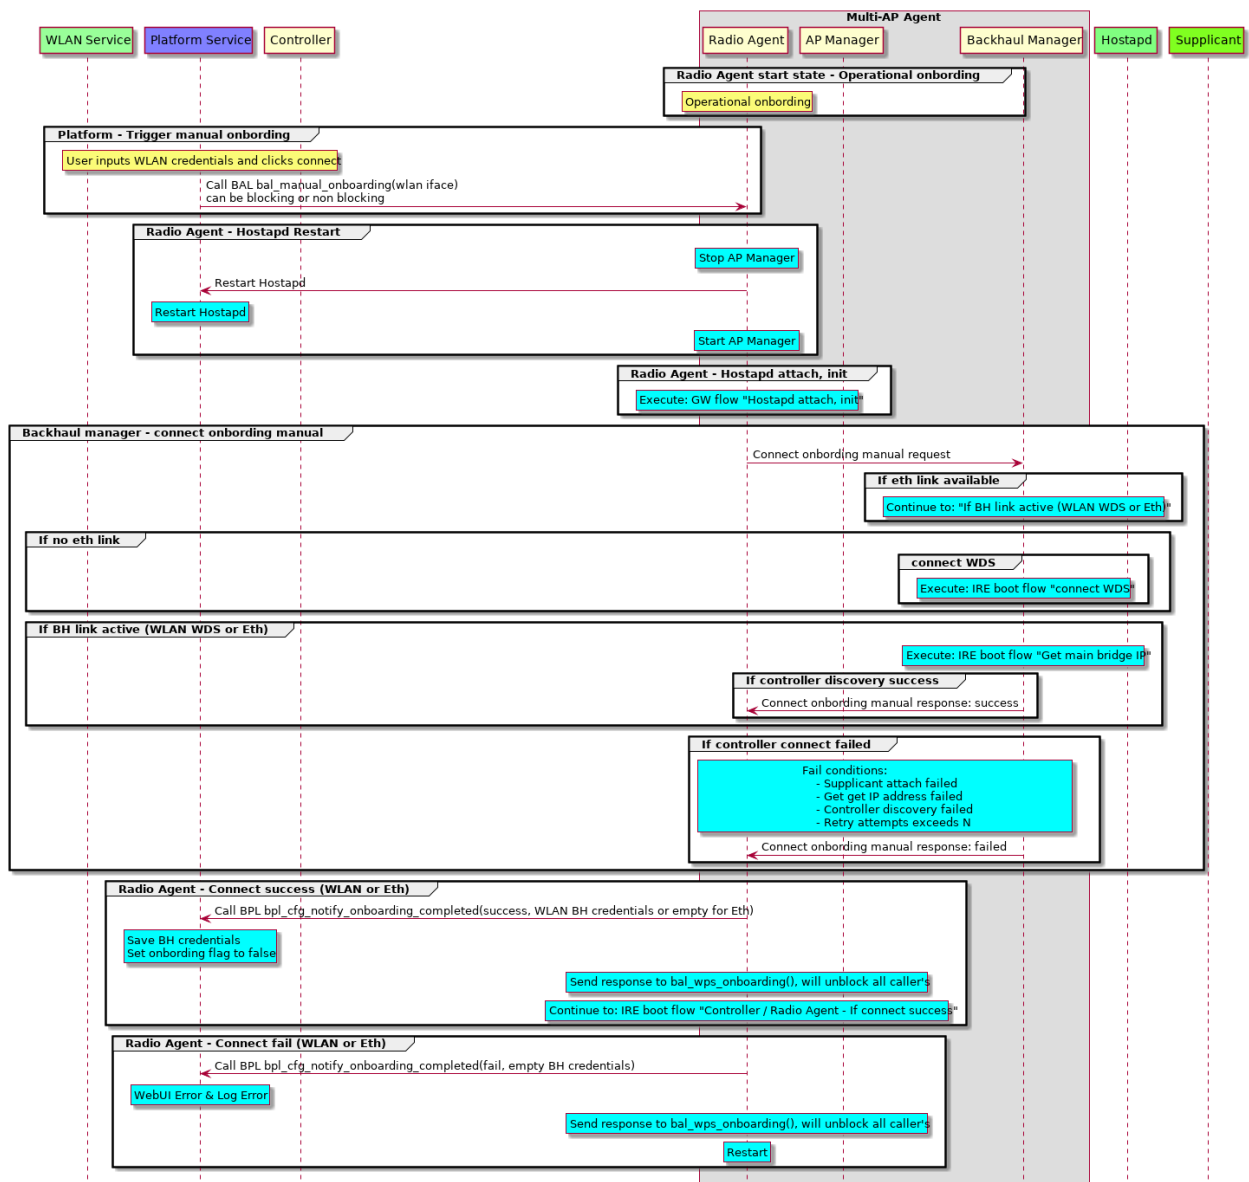 Multi-AP Agent
WLAN Service
Platform Service
Controller
Radio Agent
AP Manager
Backhaul Manager
Hostapd
Supplicant
Radio Agent start state - Operational onbording
Operational onbording
Platform - Trigger manual onbording
User inputs WLAN credentials and clicks connect
Call BAL bal_manual_onboarding(wlan iface)
can be blocking or non blocking
Radio Agent - Hostapd Restart
Stop AP Manager
Restart Hostapd
Restart Hostapd
Start AP Manager
Radio Agent - Hostapd attach, init
Execute: GW flow "Hostapd attach, init"
Backhaul manager - connect onbording manual
Connect onbording manual request
If eth link available
Continue to: "If BH link active (WLAN WDS or Eth)"
If no eth link
connect WDS
Execute: IRE boot flow "connect WDS"
If BH link active (WLAN WDS or Eth)
Execute: IRE boot flow "Get main bridge IP"
If controller discovery success
Connect onbording manual response: success
If controller connect failed
Fail conditions:
- Supplicant attach failed
- Get get IP address failed
- Controller discovery failed
- Retry attempts exceeds N
Connect onbording manual response: failed
Radio Agent - Connect success (WLAN or Eth)
Call BPL bpl_cfg_notify_onboarding_completed(success, WLAN BH credentials or empty for Eth)
Save BH credentials
Set onbording flag to false
Send response to bal_wps_onboarding(), will unblock all caller's
Continue to: IRE boot flow "Controller / Radio Agent - If connect success"
Radio Agent - Connect fail (WLAN or Eth)
Call BPL bpl_cfg_notify_onboarding_completed(fail, empty BH credentials)
WebUI Error & Log Error
Send response to bal_wps_onboarding(), will unblock all caller's
Restart